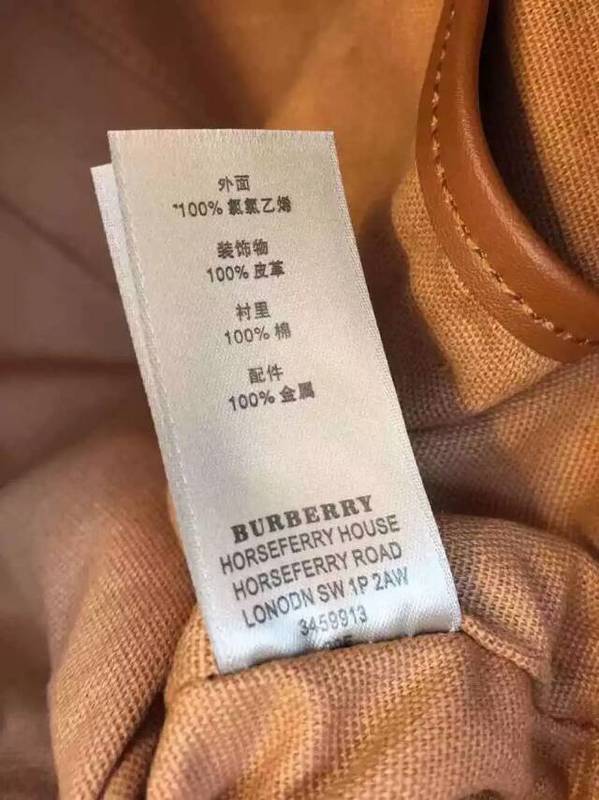 外面
*100% 氯氯乙烯
装饰物
100% 皮革
衬里
100% 棉
配件
100% 金属
BURBERRY
HORSEFERRY HOUSE
HORSEFERRY ROAD
LONODN SW 1P 2AW
3459913